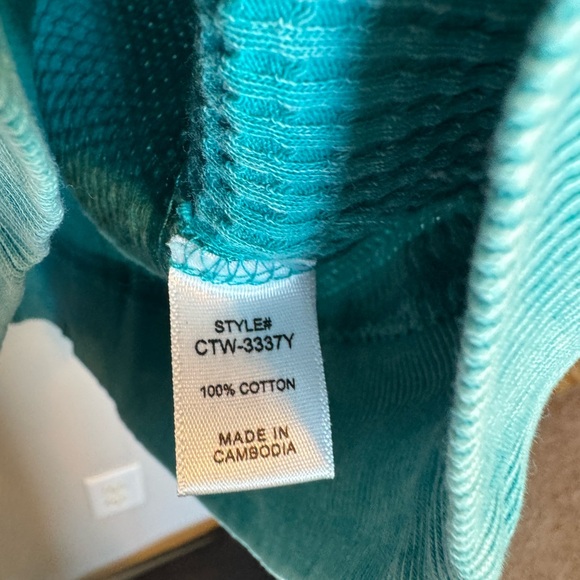 STYLE#
CTW-3337Y
100% COTTON
MADE IN
CAMBODIA